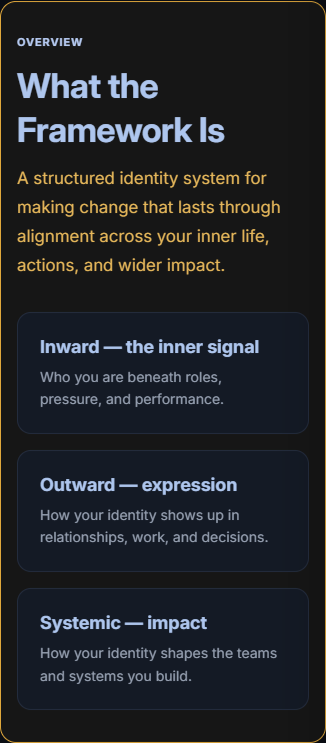 OVERVIEW
What the
Framework Is
A structured identity system for
making change that lasts through
alignment across your inner life,
actions, and wider impact.
Inward — the inner signal
Who you are beneath roles,
pressure, and performance.
Outward — expression
How your identity shows up in
relationships, work, and decisions.
Systemic — impact
How your identity shapes the teams
and systems you build.